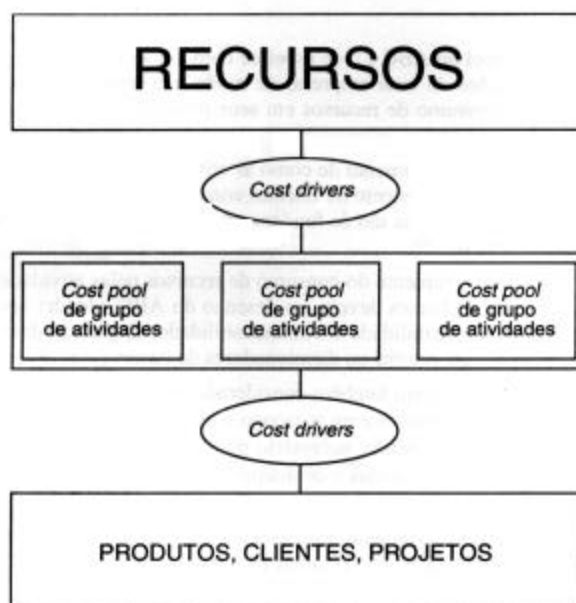 RECURSOS
Cost drivers
Cost pool
de grupo
de atividades
Cost pool
de grupo
de atividades
Cost pool
de grupo
de atividades
Cost drivers
PRODUTOS, CLIENTES, PROJETOS